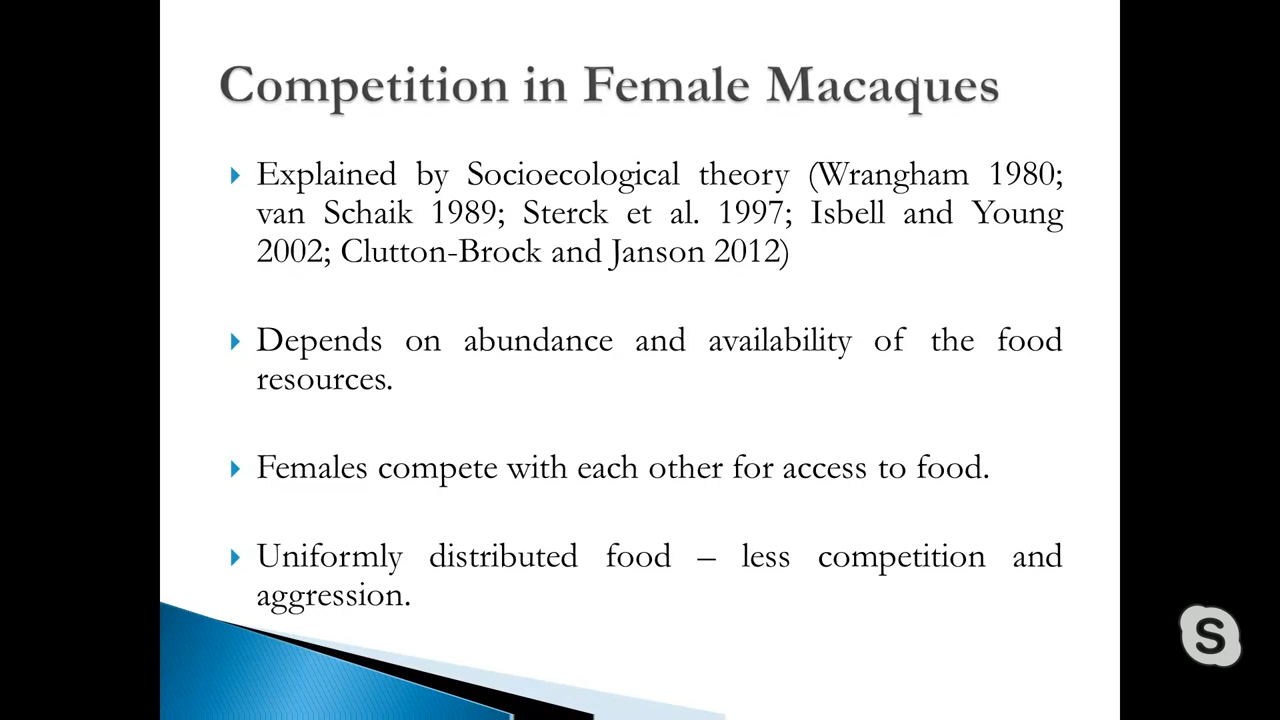 Competition in Female Macaques
Explained by Socioecological theory (Wrangham 1980;
van Schaik 1989; Sterck et al. 1997; Isbell and Young
2002; Clutton-Brock and Janson 2012)
Depends on abundance and availability of the food
resources.
Females compete with each other for access to food.
Uniformly distributed food – less competition and
aggression.
S